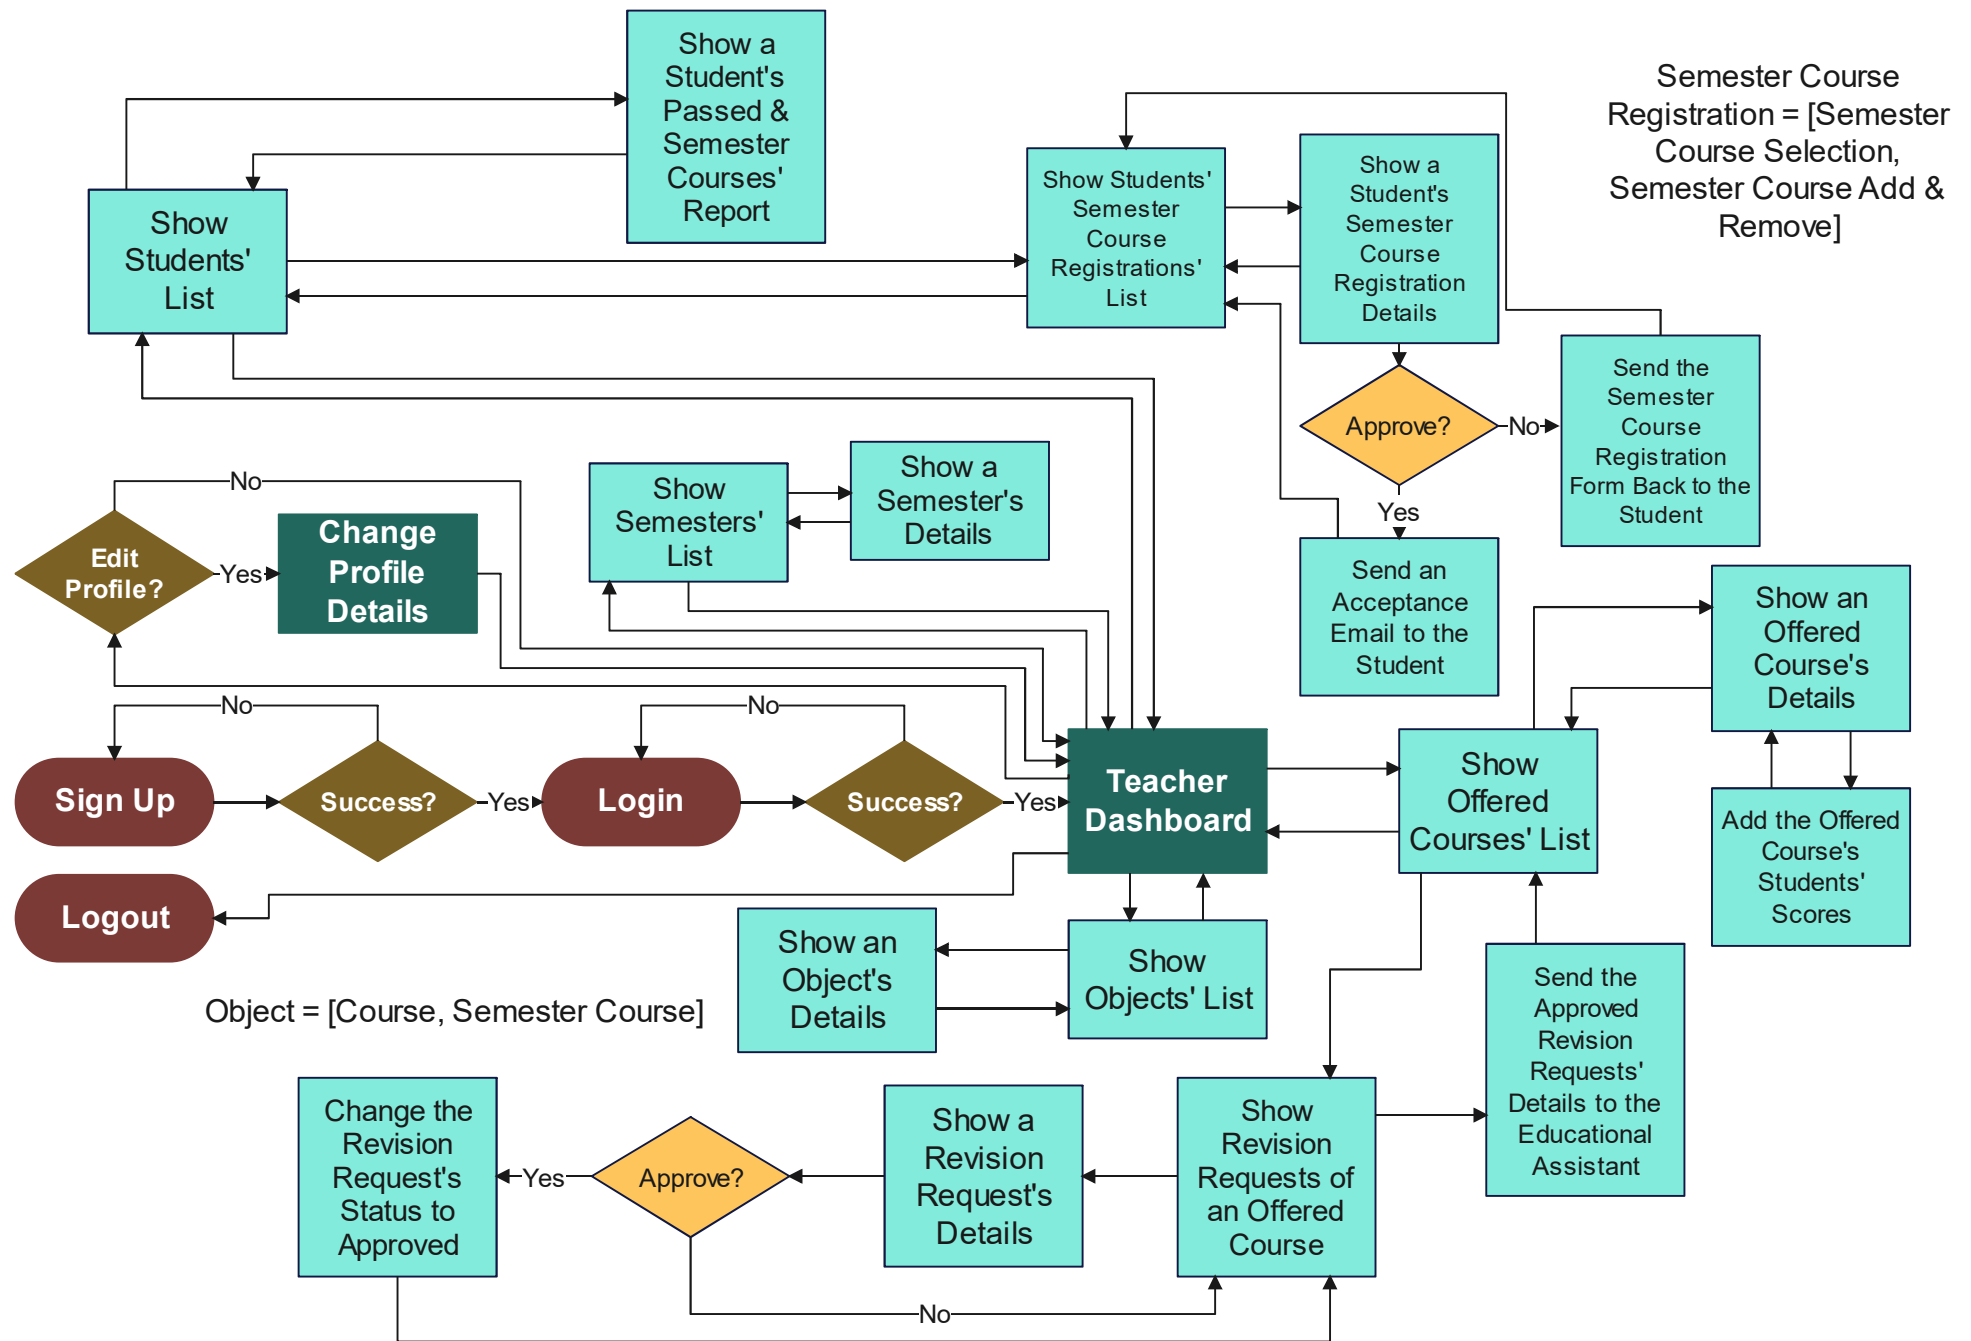 Show a
Student's
Passed &
Semester
Courses'
Report
Semester Course
Registration = [Semester
Course Selection,
Semester Course Add &
Remove]
Show
Students'
List
Show Students'
Semester
Course
Registrations'
List
Show a
Student's
Semester
Course
Registration
Details
Approve?
No
Yes
Send the
Semester
Course
Registration
Form Back to the
Student
Send an
Acceptance
Email to the
Student
No
Edit
Profile?
Yes
Change
Profile
Details
Show
Semesters'
List
Show a
Semester's
Details
Show an
Offered
Course's
Details
No
Sign Up
Success?
Yes
No
Login
Success?
Yes
Teacher
Dashboard
Show
Offered
Courses' List
Add the Offered
Course's
Students'
Scores
Logout
Show an
Object's
Details
Show
Objects' List
Object = [Course, Semester Course]
Send the
Approved
Revision
Requests'
Details to the
Educational
Assistant
Change the
Revision
Request's
Status to
Approved
Yes
Approve?
No
Show a
Revision
Request's
Details
Show
Revision
Requests of
an Offered
Course